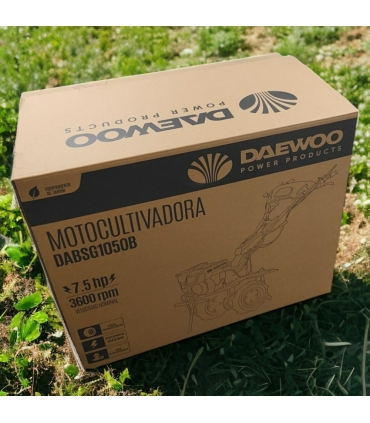 DAEWOO
POWER PRODUCTS
DAEWOO
POWER PRODUCTS
MOTOCULTIVADORA
DABSG1050B
7.5 hp
3600 rpm